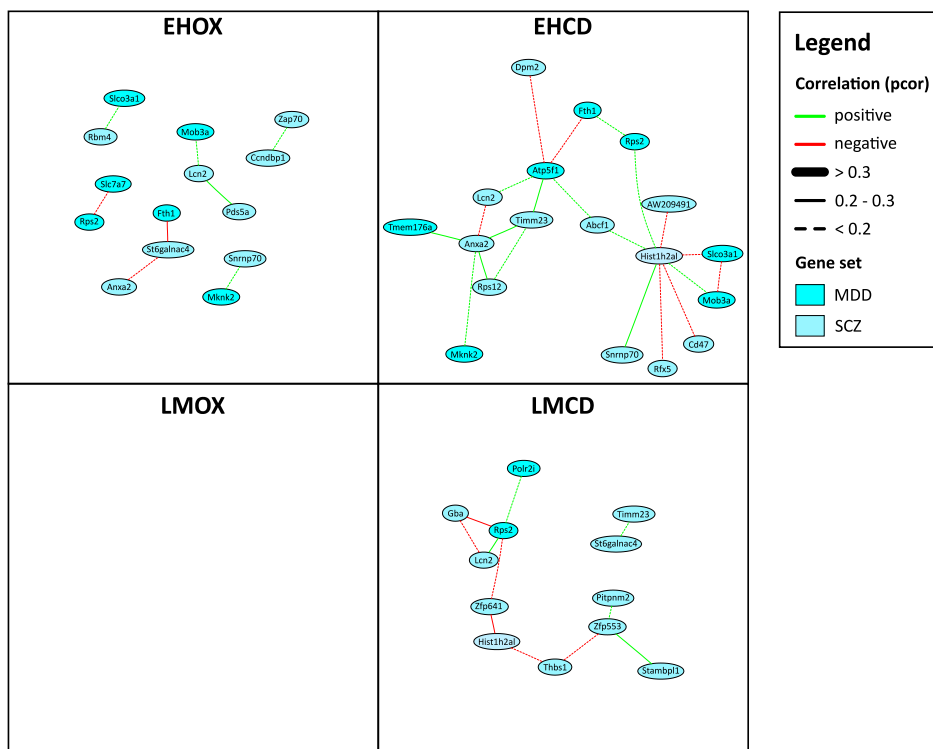 EHOX
Slco3a1
Rbm4
Mob3a
Zap70
Ccndbp1
Lcn2
Slc7a7
Rps2
Fth1
Pds5a
St6galnac4
Snrnp70
Anxa2
Mknk2
EHCD
Dpm2
Fth1
Rps2
Atp5f1
Lcn2
AW209491
Tmem176a
Timm23
Abcf1
Anxa2
Hist1h2al
Slco3a1
Rps12
Mob3a
Mknk2
Snrnp70
Cd47
Rfx5
Legend
Correlation (pcor)
positive
negative
> 0.3
0.2 - 0.3
< 0.2
Gene set
MDD
SCZ
LMOX
LMCD
Polr2i
Gba
Timm23
Rps2
St6galnac4
Lcn2
Pitpnm2
Zfp641
Zfp553
Hist1h2al
Thbs1
Stambpl1